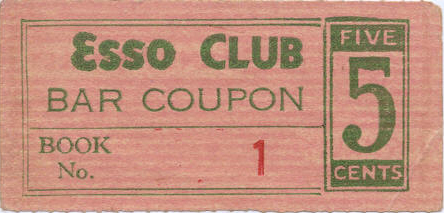 Esso CLUB
BAR COUPON
BOOK
No. 1
FIVE
5
CENTS